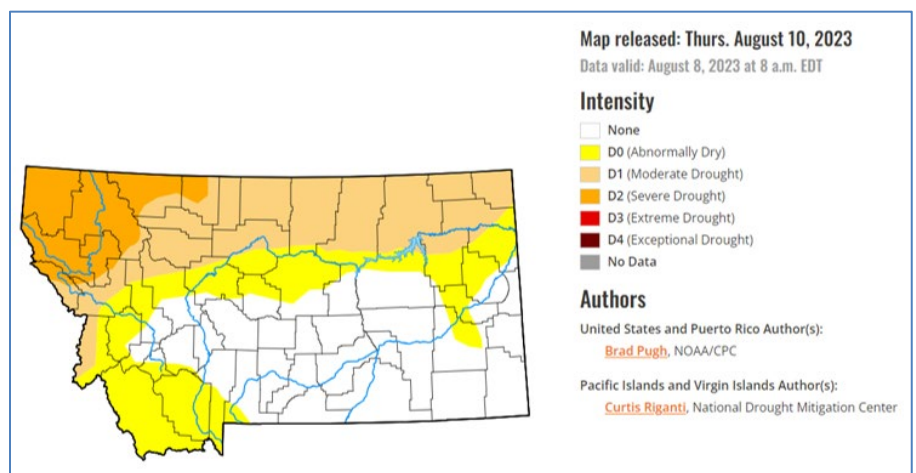 Map released: Thurs. August 10, 2023
Data valid: August 8, 2023 at 8 a.m. EDT
Intensity
None
D0 (Abnormally Dry)
D1 (Moderate Drought)
D2 (Severe Drought)
D3 (Extreme Drought)
D4 (Exceptional Drought)
No Data
Authors
United States and Puerto Rico Author(s):
Brad Pugh, NOAA/CPC
Pacific Islands and Virgin Islands Author(s):
Curtis Riganti, National Drought Mitigation Center